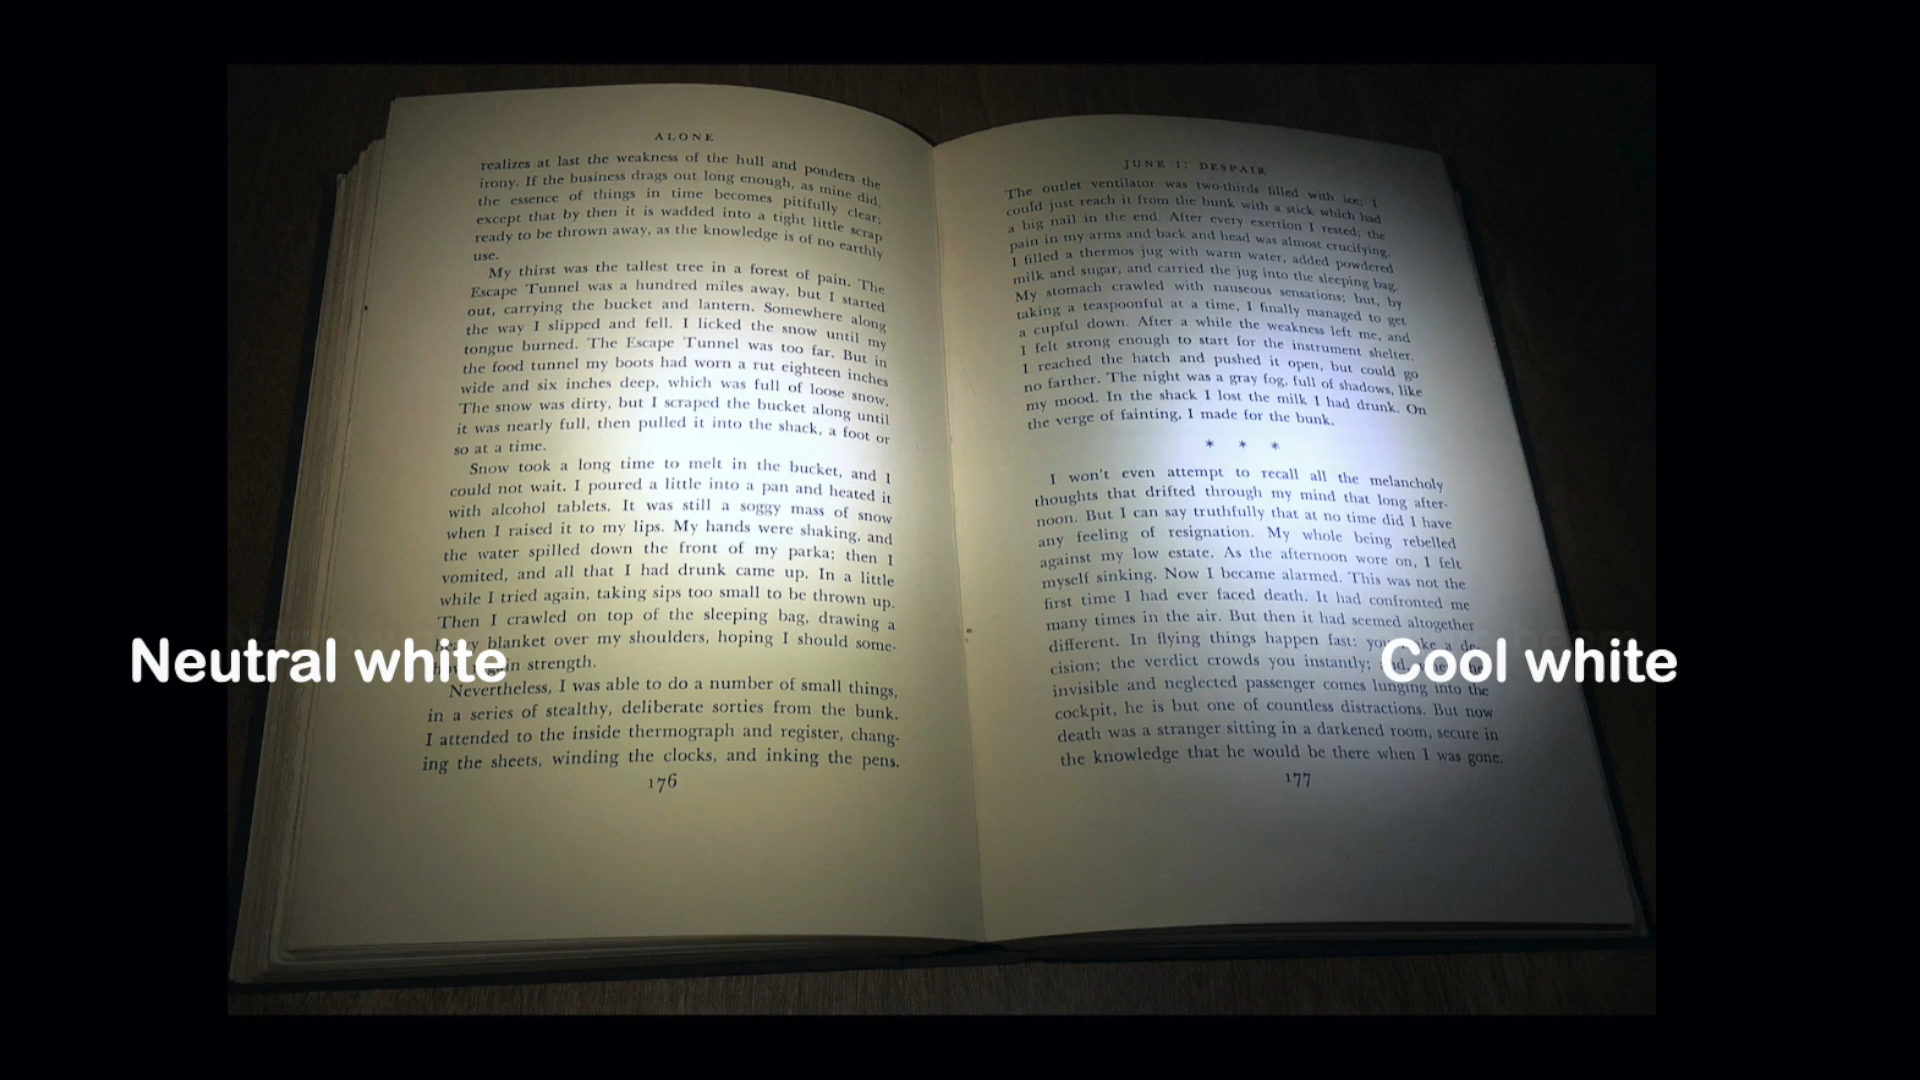 ALONE
realizes at last the weakness of the hull and ponders the
irony. If the business drags out long enough, as mine did,
the essence of things in time becomes pitifully clear;
except that by then it is wadded into a tight little scrap
ready to be thrown away, as the knowledge is of no earthly
use.
My thirst was the tallest tree in a forest of pain. The
Escape Tunnel was a hundred miles away, but I started
out, carrying the bucket and lantern. Somewhere along
the way I slipped and fell. I licked the snow until my
tongue burned. The Escape Tunnel was too far. But in
the food tunnel my boots had worn a rut eighteen inches
wide and six inches deep, which was full of loose snow.
The snow was dirty, but I scraped the bucket along until
it was nearly full, then pulled it into the shack, a foot or
so at a time.
Snow took a long time to melt in the bucket, and I
could not wait. I poured a little into a pan and heated it
with alcohol tablets. It was still a soggy mass of snow
when I raised it to my lips. My hands were shaking, and
the water spilled down the front of my parka; then I
vomited, and all that I had drunk came up. In a little
while I tried again, taking sips too small to be thrown up.
Then I crawled on top of the sleeping bag, drawing a
blanket over my shoulders, hoping I should some-
strength.
Nevertheless, I was able to do a number of small things,
in a series of stealthy, deliberate sorties from the bunk.
I attended to the inside thermograph and register, chang-
ing the sheets, winding the clocks, and inking the pens.
176
Neutral white
JUNE 1: DESPAIR
The outlet ventilator was two-thirds filled with ice; I
could just reach it from the bunk with a stick which had
a big nail in the end. After every exertion I rested; the
pain in my arms and back and head was almost crucifying.
I filled a thermos jug with warm water, added powdered
milk and sugar, and carried the jug into the sleeping bag.
My stomach crawled with nauseous sensations; but, by
taking a teaspoonful at a time, I finally managed to get
a cupful down. After a while the weakness left me, and
I felt strong enough to start for the instrument shelter.
I reached the hatch and pushed it open, but could go
no farther. The night was a gray fog, full of shadows, like
my mood. In the shack I lost the milk I had drunk. On
the verge of fainting, I made for the bunk.
* * *
I won't even attempt to recall all the melancholy
thoughts that drifted through my mind that long after-
noon. But I can say truthfully that at no time did I have
any feeling of resignation. My whole being rebelled
against my low estate. As the afternoon wore on, I felt
myself sinking. Now I became alarmed. This was not the
first time I had ever faced death. It had confronted me
many times in the air. But then it had seemed altogether
different. In flying things happen fast: you a de-
cision; the verdict crowds you instantly;
invisible and neglected passenger comes lunging into the
cockpit, he is but one of countless distractions. But now
death was a stranger sitting in a darkened room, secure in
the knowledge that he would be there when I was gone.
177
Cool white